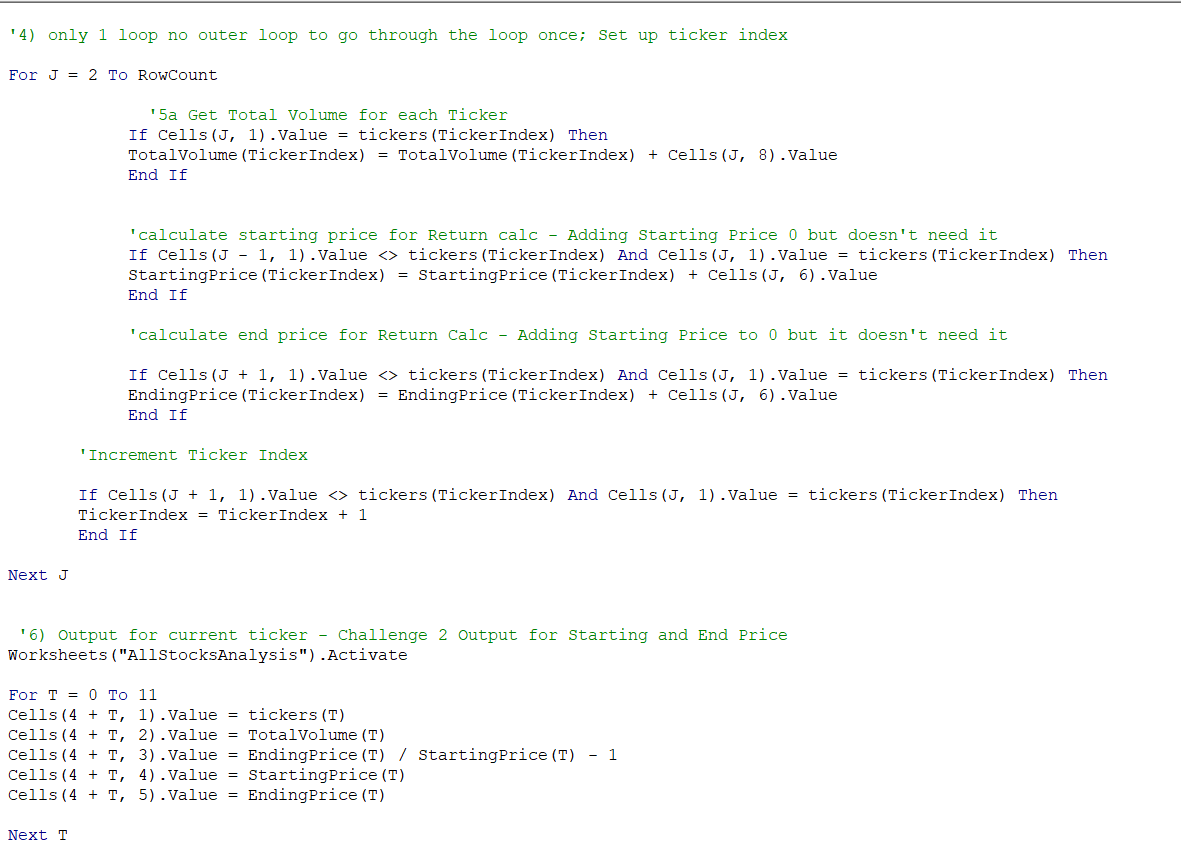 '4) only 1 loop no outer loop to go through the loop once; Set up ticker index
For J = 2 To RowCount
'5a Get Total Volume for each Ticker
If Cells(J, 1).Value = tickers(TickerIndex) Then
TotalVolume(TickerIndex) = TotalVolume(TickerIndex) + Cells(J, 8).Value
End If
'calculate starting price for Return calc - Adding Starting Price 0 but doesn't need it
If Cells(J - 1, 1).Value <> tickers(TickerIndex) And Cells(J, 1).Value = tickers(TickerIndex) Then
StartingPrice(TickerIndex) = StartingPrice(TickerIndex) + Cells(J, 6).Value
End If
'calculate end price for Return Calc - Adding Starting Price to 0 but it doesn't need it
If Cells(J + 1, 1).Value <> tickers(TickerIndex) And Cells(J, 1).Value = tickers(TickerIndex) Then
EndingPrice(TickerIndex) = EndingPrice(TickerIndex) + Cells(J, 6).Value
End If
'Increment Ticker Index
If Cells(J + 1, 1).Value <> tickers(TickerIndex) And Cells(J, 1).Value = tickers(TickerIndex) Then
TickerIndex = TickerIndex + 1
End If
Next J
'6) Output for current ticker - Challenge 2 Output for Starting and End Price
Worksheets("AllStocksAnalysis").Activate
For T = 0 To 11
Cells(4 + T, 1).Value = tickers(T)
Cells(4 + T, 2).Value = TotalVolume(T)
Cells(4 + T, 3).Value = EndingPrice(T) / StartingPrice(T) - 1
Cells(4 + T, 4).Value = StartingPrice(T)
Cells(4 + T, 5).Value = EndingPrice(T)
Next T